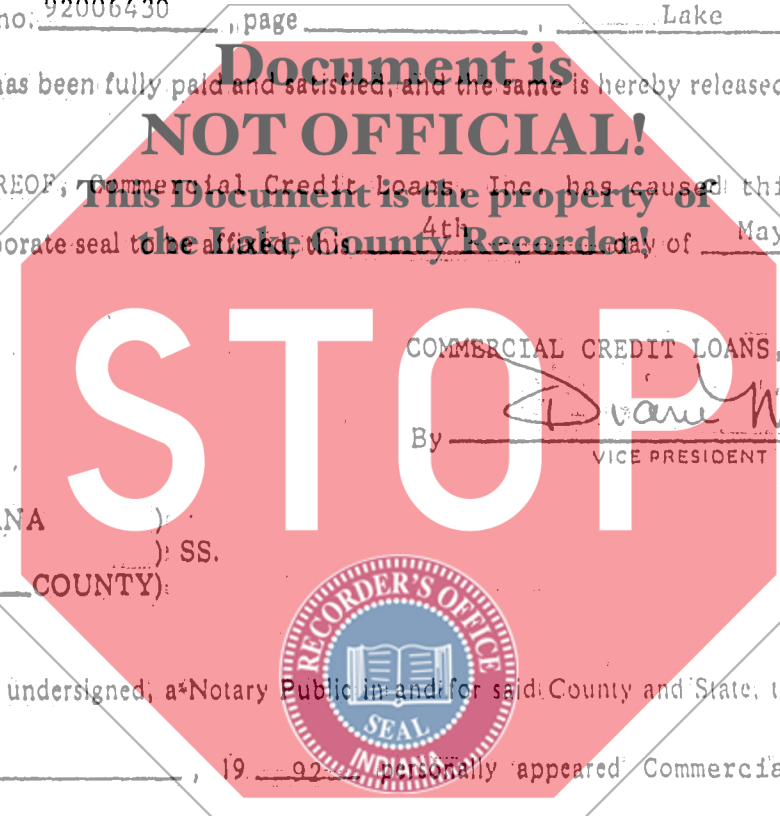 no. 92006430 , page , Lake
Document is
has been fully paid and satisfied, and the same is hereby released
NOT OFFICIAL!
REOF, Commercial Credit Loans, Inc. has caused thi
This Document is the property of
porate seal to be affixed, this 4th day of May
the Lake County Recorder!
STOP
COMMERCIAL CREDIT LOANS,
Diane
By
VICE PRESIDENT
NA )
) SS.
COUNTY)
RECORDER'S OFFICE
SEAL
INDIANA
undersigned, a Notary Public in and for said County and State, t
, 19 92 personally appeared Commercia